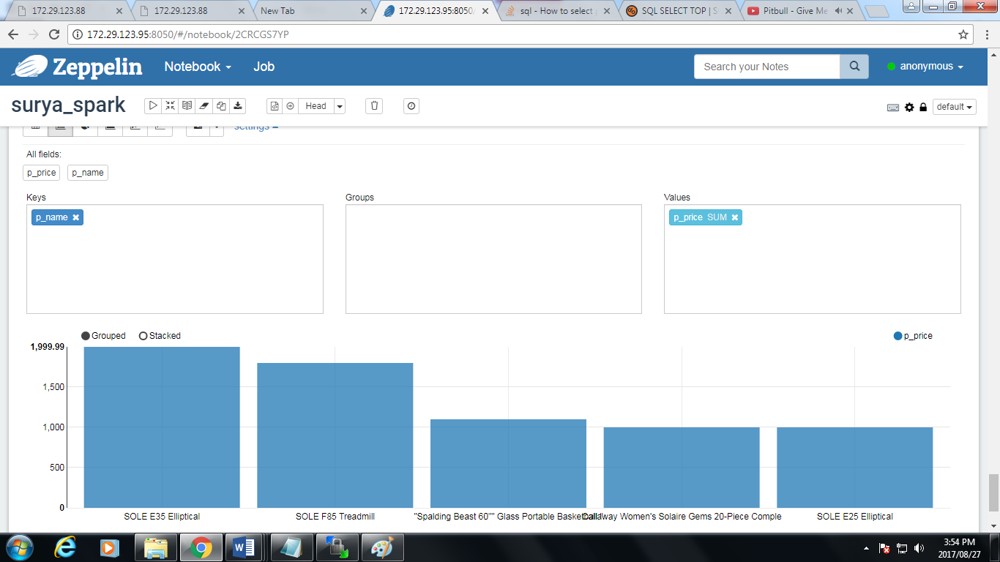 172.29.123.88
172.29.123.88
New Tab
172.29.123.95:8050/
sql - How to select
SQL SELECT TOP | S
Pitbull - Give Me
172.29.123.95:8050/#/notebook/2CRCGS7YP
Zeppelin
Notebook
Job
Search your Notes
anonymous
surya_spark
Head
default
settings
All fields:
p_price
p_name
Keys
Groups
Values
p_name
p_price SUM
Grouped
Stacked
p_price
1,999.99
1,500
1,000
500
0
SOLE E35 Elliptical
SOLE F85 Treadmill
"Spalding Beast 60"" Glass Portable
Women's Solaire Gems 20-Piece Comple
SOLE E25 Elliptical
3:54 PM
2017/08/27